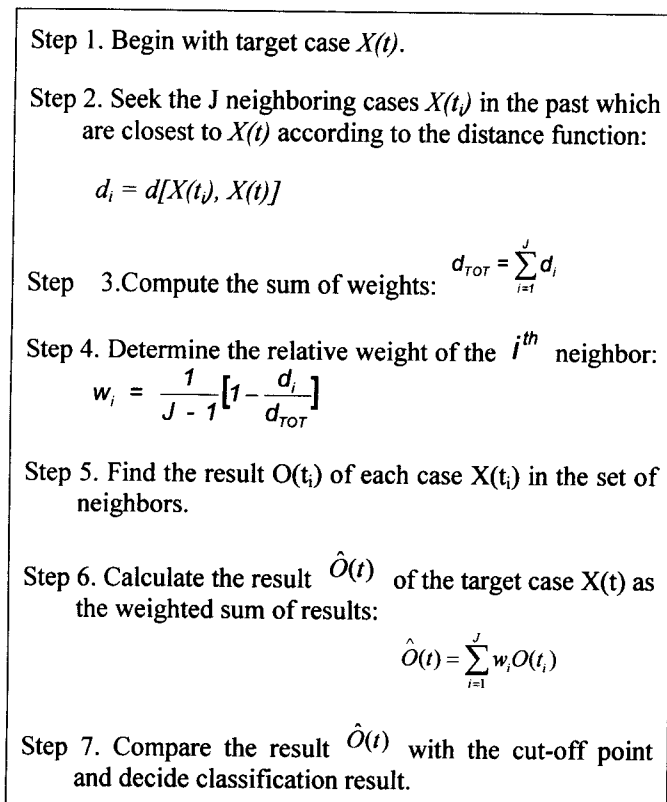 Step 1. Begin with target case X(t).
Step 2. Seek the J neighboring cases X(t_i) in the past which
are closest to X(t) according to the distance function:
d_i = d[X(t_i), X(t)]
Step 3.Compute the sum of weights: d_TOT = \sum_{i=1}^{J} d_i
Step 4. Determine the relative weight of the i^th neighbor:
w_i = \frac{1}{J - 1} [1 - \frac{d_i}{d_TOT}]
Step 5. Find the result O(t_i) of each case X(t_i) in the set of
neighbors.
Step 6. Calculate the result Ô(t) of the target case X(t) as
the weighted sum of results:
Ô(t) = \sum_{i=1}^{J} w_i O(t_i)
Step 7. Compare the result Ô(t) with the cut-off point
and decide classification result.